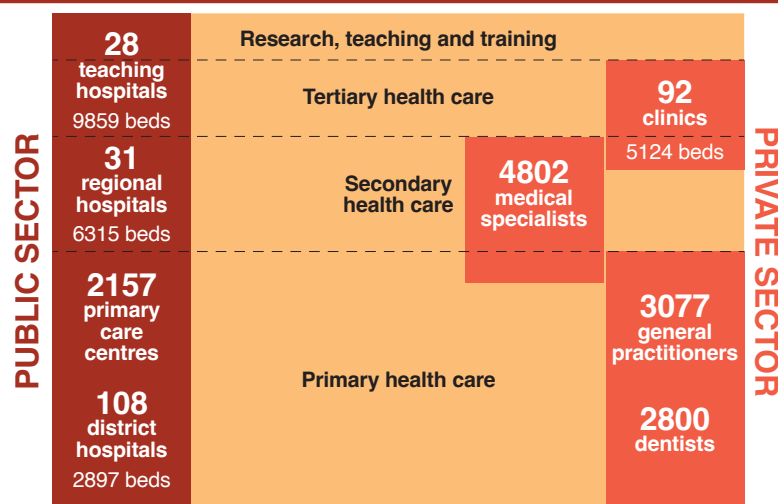 PUBLIC SECTOR
28
teaching
hospitals
9859 beds
31
regional
hospitals
6315 beds
2157
primary
care
centres
108
district
hospitals
2897 beds
Research, teaching and training
Tertiary health care
Secondary
health care
Primary health care
4802
medical
specialists
92
clinics
5124 beds
3077
general
practitioners
2800
dentists
PRIVATE SECTOR